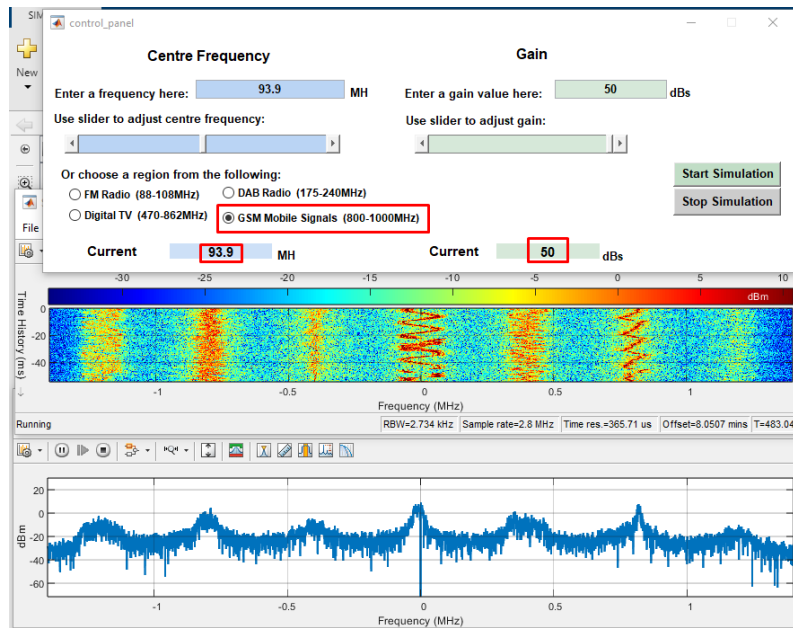 SIM
control_panel
New
File
Centre Frequency
Gain
Enter a frequency here: 93.9 MH
Enter a gain value here: 50 dBs
Use slider to adjust centre frequency:
Use slider to adjust gain:
Or choose a region from the following:
FM Radio (88-108MHz)
DAB Radio (175-240MHz)
Digital TV (470-862MHz)
GSM Mobile Signals (800-1000MHz)
Start Simulation
Stop Simulation
Current 93.9 MH
Current 50 dBs
-30 -25 -20 -15 -10 -5 0 5 10
dBm
Time History (ms)
0
-20
-40
-1 -0.5 0 0.5 1
Frequency (MHz)
Running
RBW=2.734 kHz Sample rate=2.8 MHz Time res.=365.71 us Offset=8.0507 mins T=483.04
20
0
-20
-40
-60
dBm
-1 -0.5 0 0.5 1
Frequency (MHz)